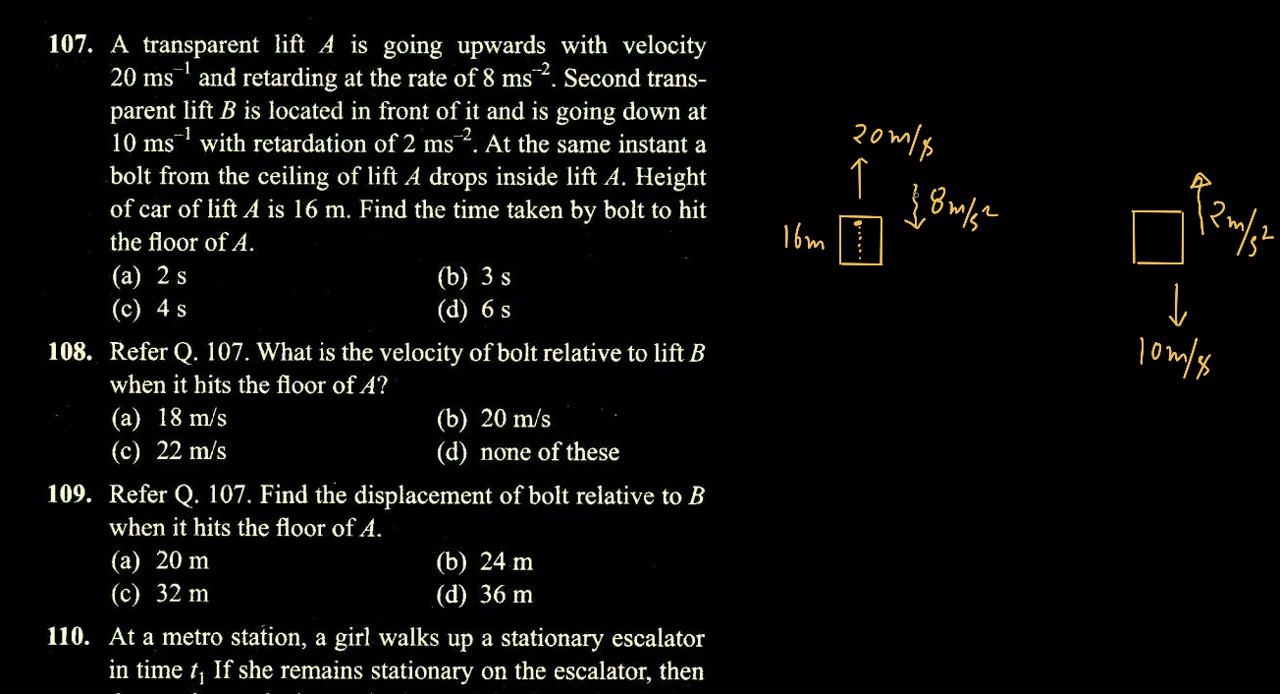 107. A transparent lift A is going upwards with velocity
20 ms⁻¹ and retarding at the rate of 8 ms⁻². Second trans-
parent lift B is located in front of it and is going down at
10 ms⁻¹ with retardation of 2 ms⁻². At the same instant a
bolt from the ceiling of lift A drops inside lift A. Height
of car of lift A is 16 m. Find the time taken by bolt to hit
the floor of A.
(a) 2 s (b) 3 s
(c) 4 s (d) 6 s
108. Refer Q. 107. What is the velocity of bolt relative to lift B
when it hits the floor of A?
(a) 18 m/s (b) 20 m/s
(c) 22 m/s (d) none of these
109. Refer Q. 107. Find the displacement of bolt relative to B
when it hits the floor of A.
(a) 20 m (b) 24 m
(c) 32 m (d) 36 m
110. At a metro station, a girl walks up a stationary escalator
in time t₁ If she remains stationary on the escalator, then
20 m/s
8 m/s²
16 m
2 m/s²
10 m/s